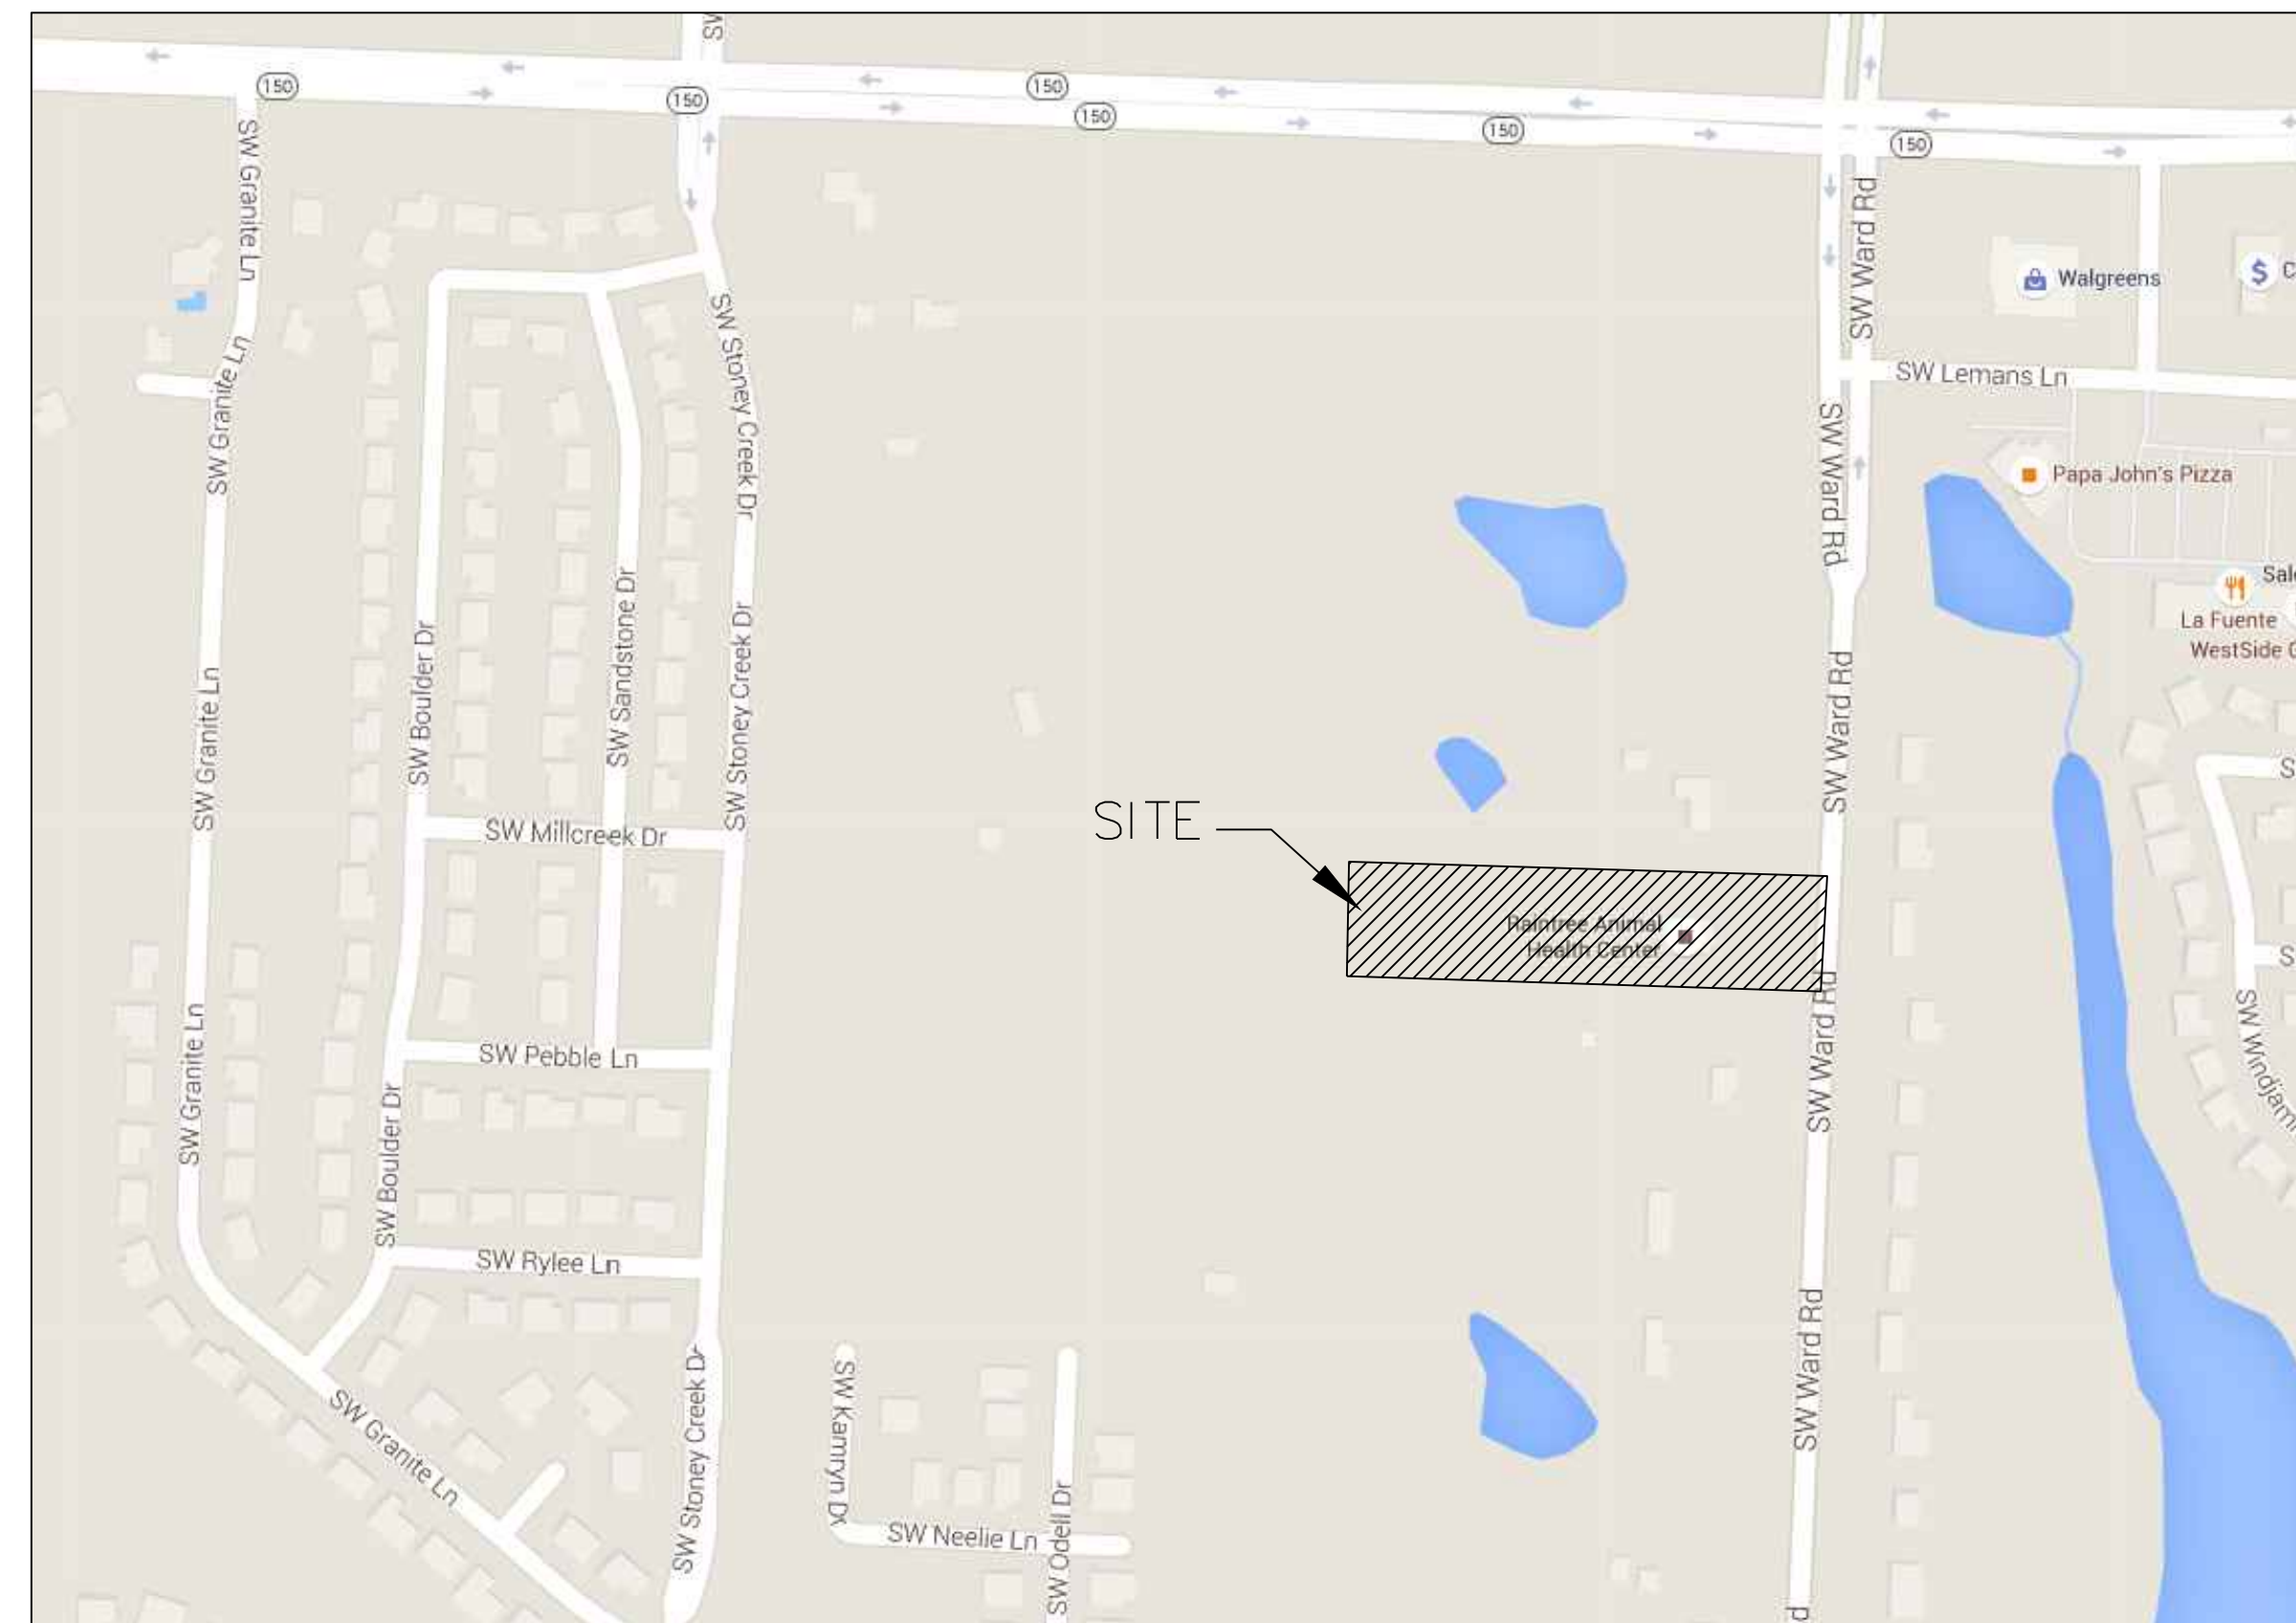 SW
150
150
150
150
150
150
SW Granite Ln
SW Ward Rd
Walgreens
$
C
SW Stoney Creek Dr
SW Granite Ln
SW Lemans Ln
SW Ward Rd
Papa John's Pizza
SW Sandstone Dr
SW Boulder Dr
SW Stoney Creek Dr
Sal
La Fuente
WestSide
SW Granite Ln
SW Ward Rd
S
SITE
SW Millcreek Dr
Raintree Animal
Health Center
S
SW Ward Rd
SW Windjam
SW Granite Ln
SW Pebble Ln
SW Boulder Dr
SW Rylee Ln
SW Ward Rd
SW Granite Ln
SW Stoney Creek Dr
SW Kamryn Dr
SW Neelie Ln
SW Odell Dr
d